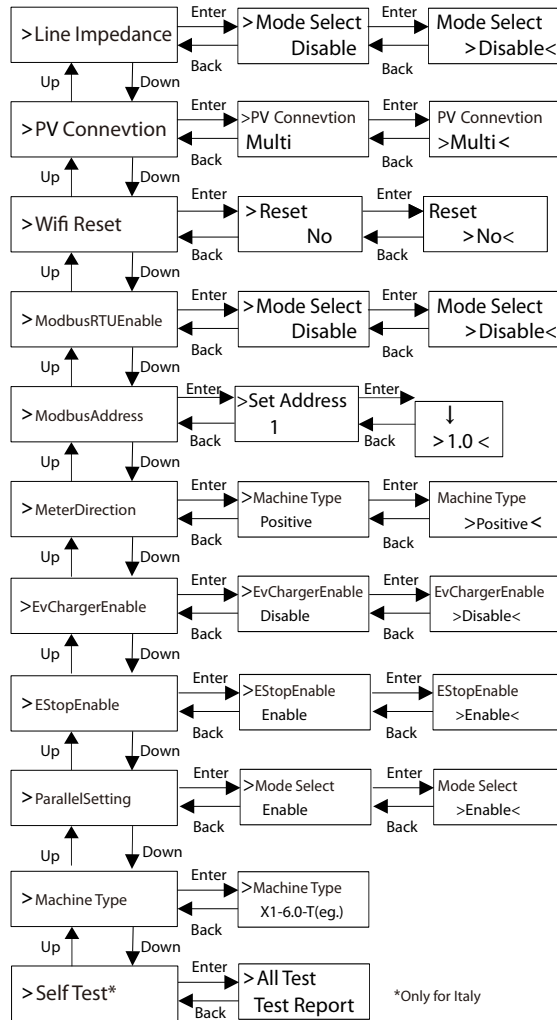 >Line Impedance
Enter
Back
>Mode Select
Disable
Enter
Back
Mode Select
>Disable<
Up
Down
>PV Connevtion
Enter
Back
>PV Connevtion
Multi
Enter
Back
PV Connevtion
>Multi<
Up
Down
>Wifi Reset
Enter
Back
>Reset
No
Enter
Back
Reset
>No<
Up
Down
>ModbusRTUEnable
Enter
Back
>Mode Select
Disable
Enter
Back
Mode Select
>Disable<
Up
Down
>ModbusAddress
Enter
Back
>Set Address
1
Enter
Back
↓
>1.0 <
Up
Down
>MeterDirection
Enter
Back
>Machine Type
Positive
Enter
Back
Machine Type
>Positive<
Up
Down
>EvChargerEnable
Enter
Back
>EvChargerEnable
Disable
Enter
Back
EvChargerEnable
>Disable<
Up
Down
>EStopEnable
Enter
Back
>EStopEnable
Enable
Enter
Back
EStopEnable
>Enable<
Up
Down
>ParallelSetting
Enter
Back
>Mode Select
Enable
Enter
Back
Mode Select
>Enable<
Up
Down
>Machine Type
Enter
Back
>Machine Type
X1-6.0-T(eg.)
Up
Down
>Self Test*
Enter
Back
>All Test
Test Report
*Only for Italy